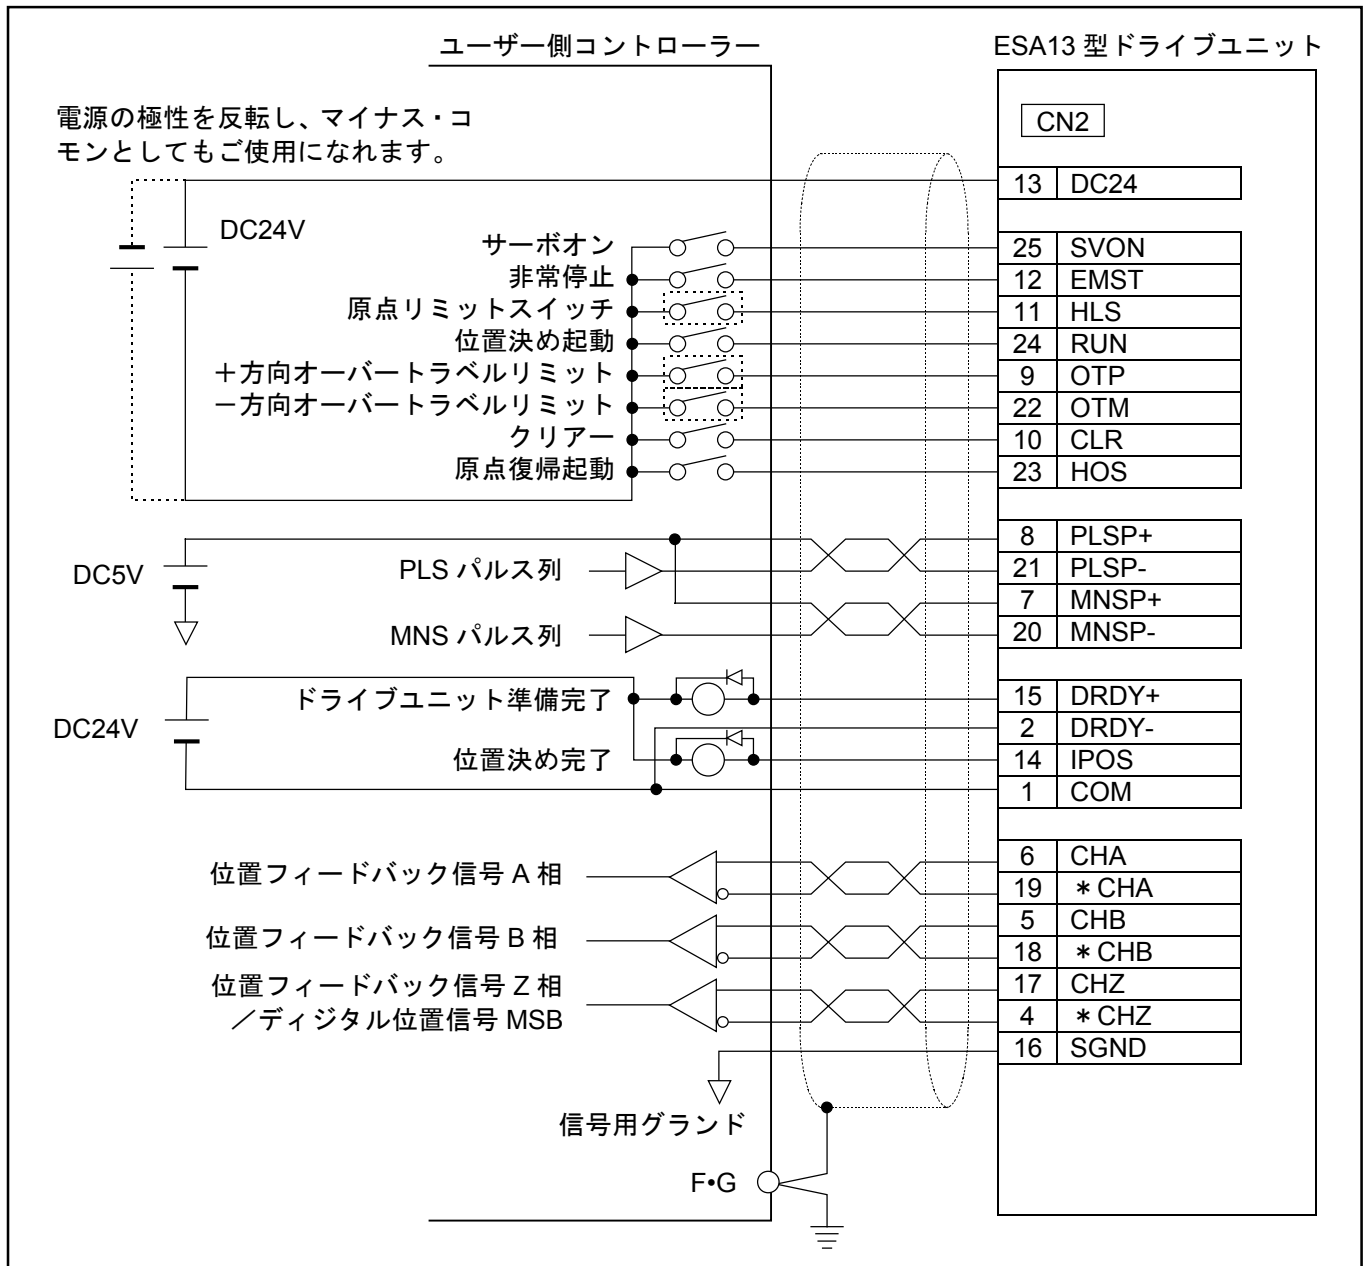 ユーザー側コントローラー
ESA13 型ドライブユニット
電源の極性を反転し、マイナス・コ
モンとしてもご使用になれます。
CN2
13 DC24
DC24V
サーボオン
25 SVON
非常停止
12 EMST
原点リミットスイッチ
11 HLS
位置決め起動
24 RUN
＋方向オーバートラベルリミット
9 OTP
－方向オーバートラベルリミット
22 OTM
クリアー
10 CLR
原点復帰起動
23 HOS
8 PLSP+
DC5V
PLS パルス列
21 PLSP-
7 MNSP+
MNS パルス列
20 MNSP-
ドライブユニット準備完了
15 DRDY+
DC24V
2 DRDY-
位置決め完了
14 IPOS
1 COM
6 CHA
位置フィードバック信号 A 相
19 ＊CHA
5 CHB
位置フィードバック信号 B 相
18 ＊CHB
位置フィードバック信号 Z 相
／ディジタル位置信号 MSB
17 CHZ
4 ＊CHZ
16 SGND
信号用グランド
F•G